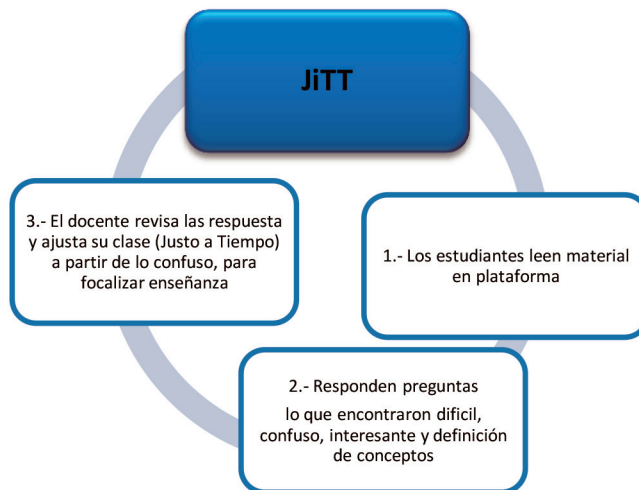 JiTT
1.- Los estudiantes leen material
en plataforma
2.- Responden preguntas
lo que encontraron dificil,
confuso, interesante y definición
de conceptos
3.- El docente revisa las respuesta
y ajusta su clase (Justo a Tiempo)
a partir de lo confuso, para
focalizar enseñanza